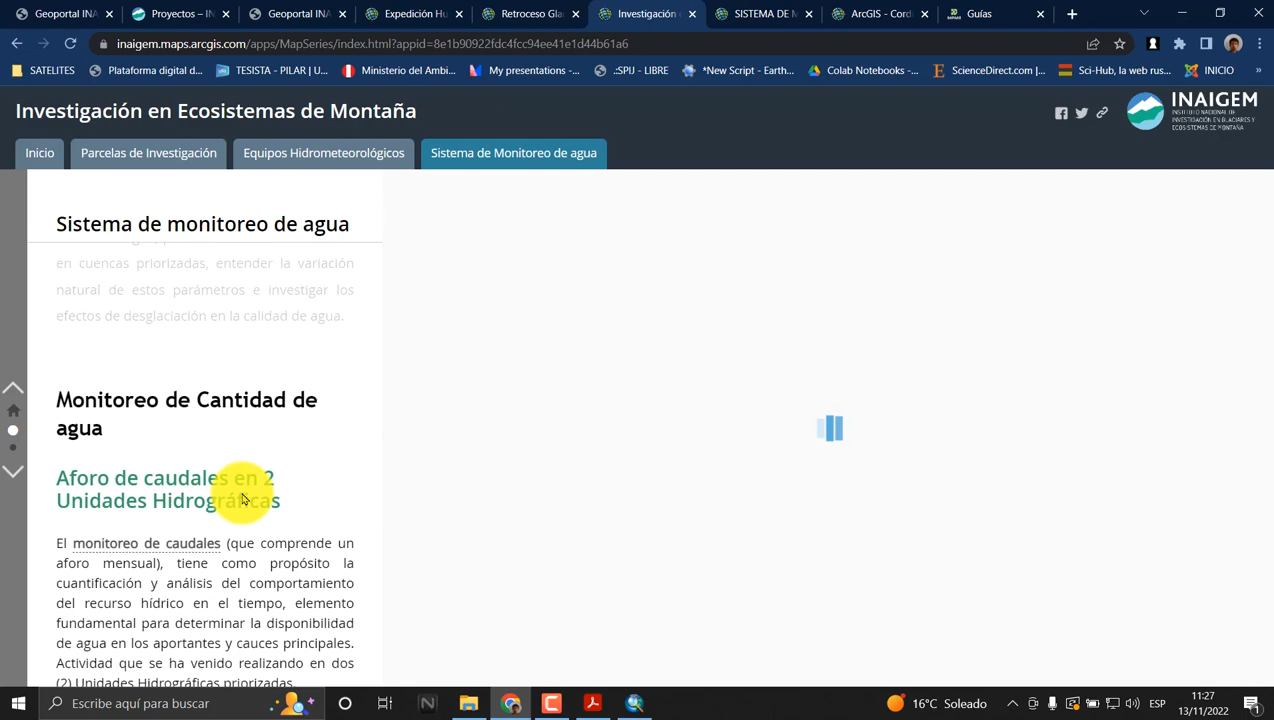 Geoportal INA
Proyectos – IN
Geoportal INA
Expedición Hu
Retroceso Gla
Investigación
SISTEMA DE M
ArcGIS - Cord
Guías
inaigem.maps.arcgis.com/apps/MapSeries/index.html?appid=8e1b90922fdc4fcc94ee41e1d44b61a6
SATELITES
Plataforma digital d...
TESISTA - PILAR | U...
Ministerio del Ambi...
My presentations -...
.:SPIJ - LIBRE
*New Script - Earth...
Colab Notebooks -...
ScienceDirect.com |...
Sci-Hub, la web rus...
INICIO
»
Investigación en Ecosistemas de Montaña
INAIGEM
INSTITUTO NACIONAL DE
INVESTIGACIÓN EN GLACIARES Y
ECOSISTEMAS DE MONTAÑA
Inicio
Parcelas de Investigación
Equipos Hidrometeorológicos
Sistema de Monitoreo de agua
Sistema de monitoreo de agua
en cuencas priorizadas, entender la variación
natural de estos parámetros e investigar los
efectos de desglaciación en la calidad de agua.
Monitoreo de Cantidad de
agua
Aforo de caudales en 2
Unidades Hidrográficas
El monitoreo de caudales (que comprende un
aforo mensual), tiene como propósito la
cuantificación y análisis del comportamiento
del recurso hídrico en el tiempo, elemento
fundamental para determinar la disponibilidad
de agua en los aportantes y cauces principales.
Actividad que se ha venido realizando en dos
(2) Unidades Hidrográficas priorizadas.
Escribe aquí para buscar
16°C Soleado
ESP
11:27
13/11/2022
1